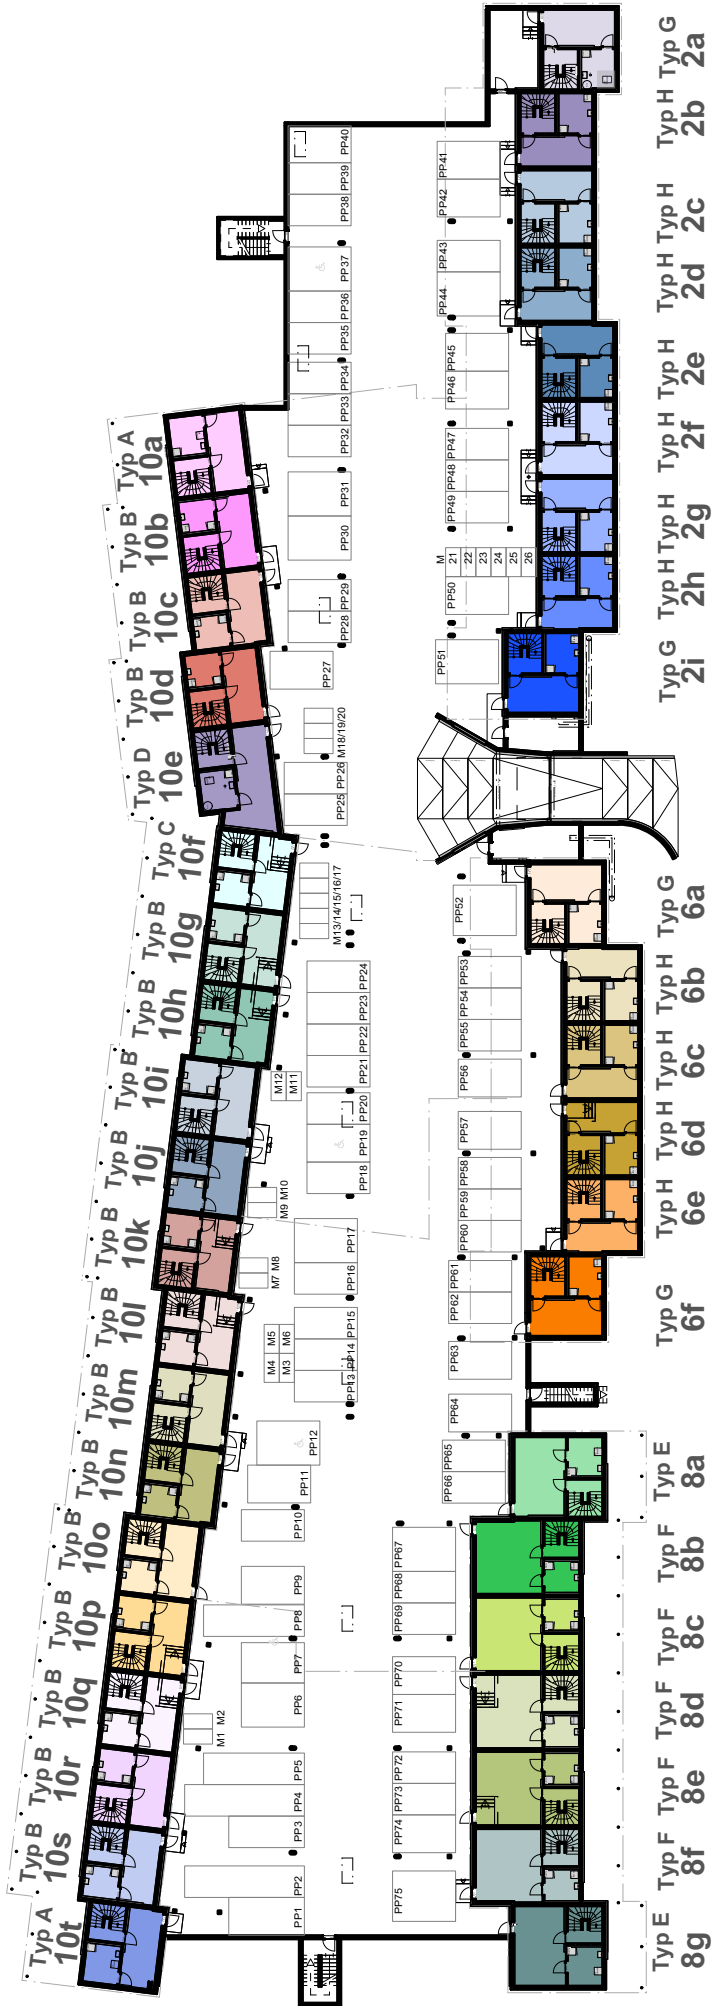 Typ A
10t
Typ B
10s
Typ B
10r
Typ B
10q
Typ B
10p
Typ B
10o
Typ B
10n
Typ B
10m
Typ B
10l
Typ B
10k
Typ B
10j
Typ B
10i
Typ B
10h
Typ B
10g
Typ C
10f
Typ D
10e
Typ B
10d
Typ B
10c
Typ B
10b
Typ A
10a
PP1
PP2
PP3
PP4
PP5
M1
M2
PP6
PP7
PP8
PP9
PP10
PP11
PP12
PP13
PP14
PP15
M3
M4
M5
M6
PP16
PP17
M7
M8
M9
M10
PP18
PP19
PP20
M11
M12
PP21
PP22
PP23
PP24
M13/14/15/16/17
PP25
PP26
M18/19/20
PP27
PP28
PP29
PP30
PP31
PP32
PP33
PP34
PP35
PP36
PP37
PP38
PP39
PP40
PP75
PP74
PP73
PP72
PP71
PP70
PP69
PP68
PP67
PP66
PP65
PP64
PP63
PP62
PP61
PP60
PP59
PP58
PP57
PP56
PP55
PP54
PP53
PP52
PP51
PP50
M
21
22
23
24
25
26
PP49
PP48
PP47
PP46
PP45
PP44
PP43
PP42
PP41
Typ E
8g
Typ F
8f
Typ F
8e
Typ F
8d
Typ F
8c
Typ F
8b
Typ E
8a
Typ G
6f
Typ H
6e
Typ H
6d
Typ H
6c
Typ H
6b
Typ G
6a
Typ G
2i
Typ H
2h
Typ H
2g
Typ H
2f
Typ H
2e
Typ H
2d
Typ H
2c
Typ H
2b
Typ G
2a